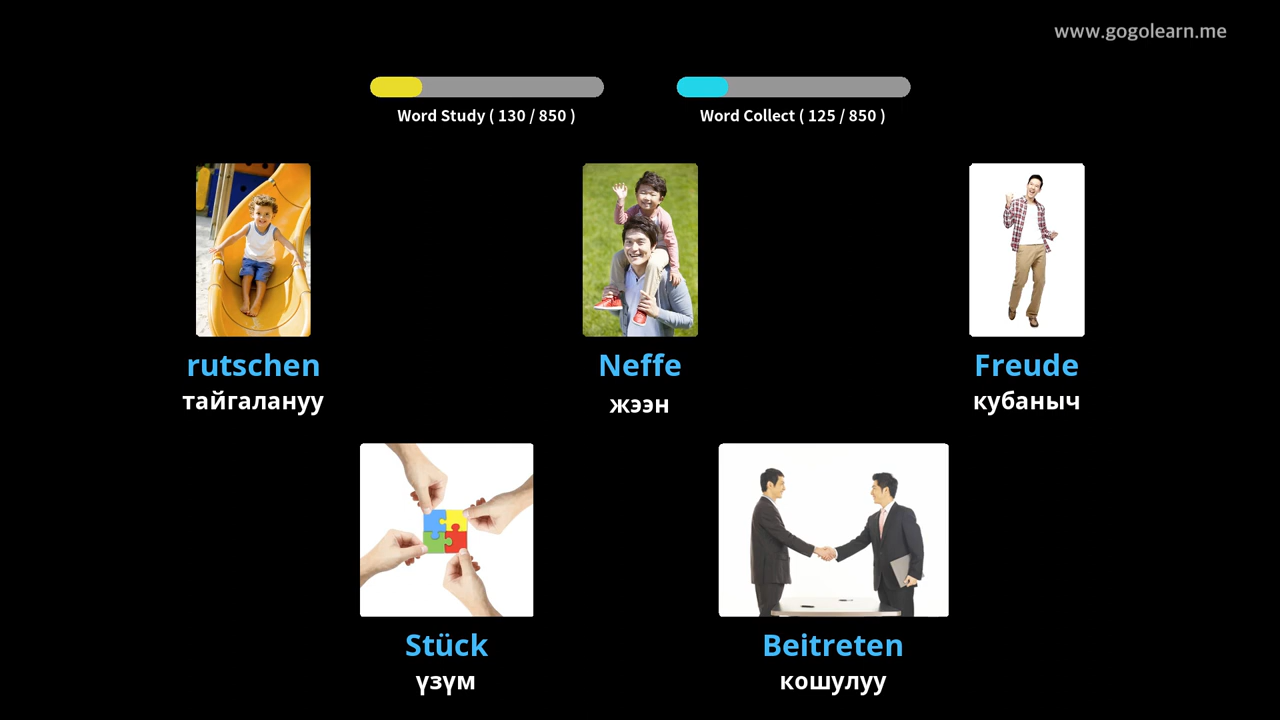 www.gogolearn.me
Word Study ( 130 / 850 )
Word Collect ( 125 / 850 )
rutschen
тайгалануу
Neffe
жээн
Freude
кубаныч
Stück
үзүм
Beitreten
кошулуу